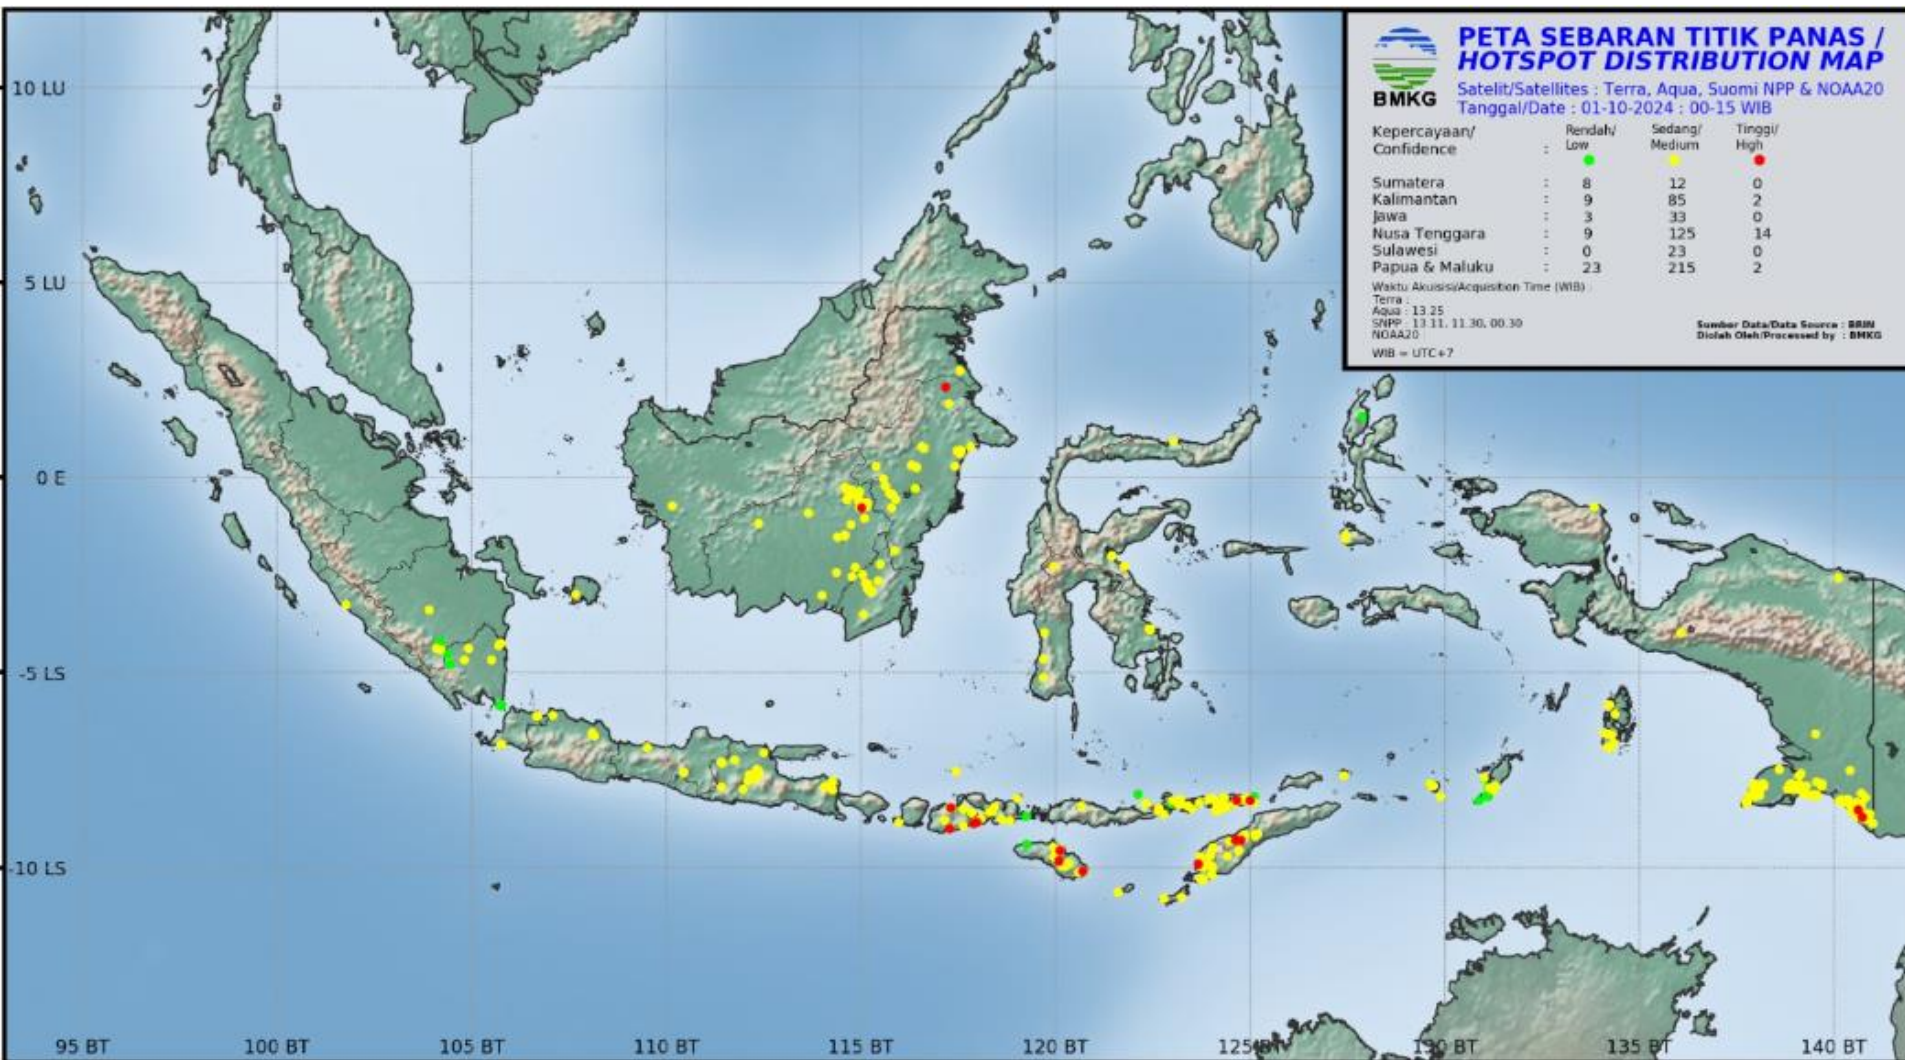 PETA SEBARAN TITIK PANAS /
HOTSPOT DISTRIBUTION MAP
BMKG
Satelit/Satellites : Terra, Aqua, Suomi NPP & NOAA20
Tanggal/Date : 01-10-2024 : 00-15 WIB
Kepercayaan/ Rendah/ Sedang/ Tinggi/
Confidence : Low Medium High
Sumatera : 8 12 0
Kalimantan : 9 85 2
Jawa : 3 33 0
Nusa Tenggara : 9 125 14
Sulawesi : 0 23 0
Papua & Maluku : 23 215 2
Waktu Akuisisi/Acquisition Time (WIB) :
Terra :
Aqua : 13.25
SNPP : 13.11, 11.30, 00.30
NOAA20
WIB = UTC+7
Sumber Data/Data Source : BRIN
Diolah Oleh/Processed by : BMKG
10 LU
5 LU
0 E
-5 LS
-10 LS
95 BT 100 BT 105 BT 110 BT 115 BT 120 BT 125 BT 130 BT 135 BT 140 BT